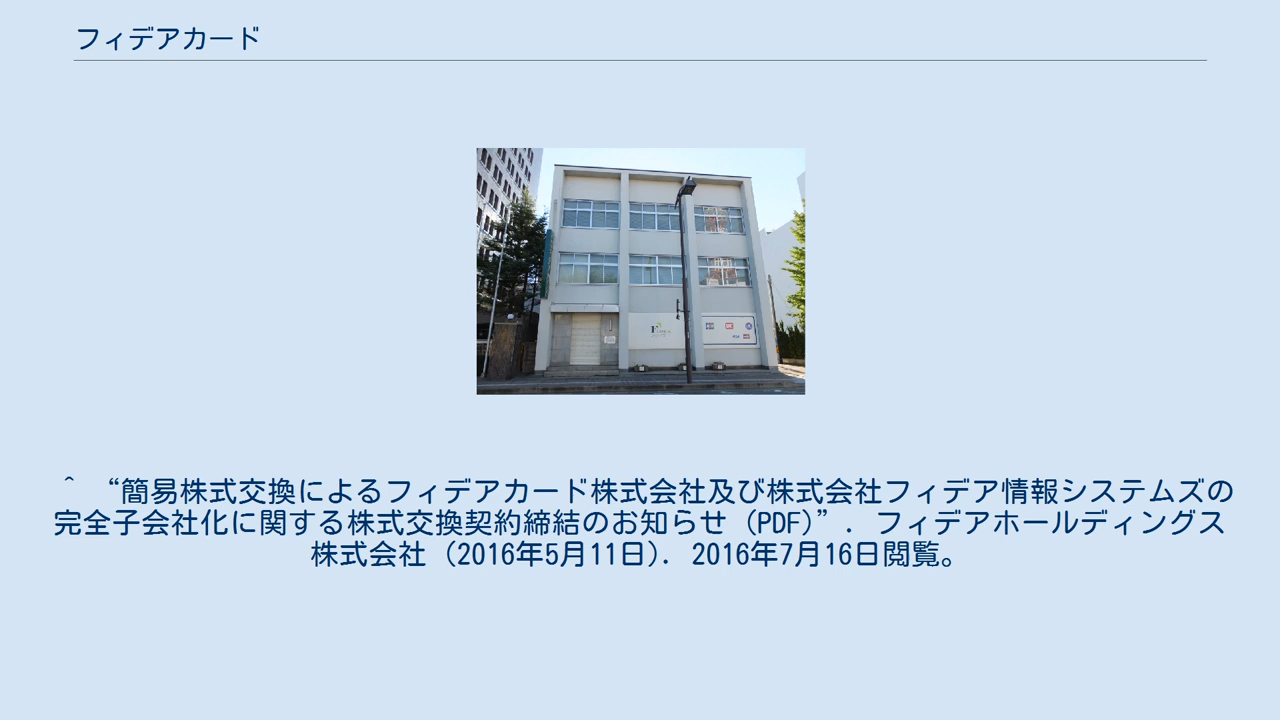 フィデアカード
^ “簡易株式交換によるフィデアカード株式会社及び株式会社フィデア情報システムズの
完全子会社化に関する株式交換契約締結のお知らせ (PDF)”. フィデアホールディングス
株式会社 (2016年5月11日). 2016年7月16日閲覧。